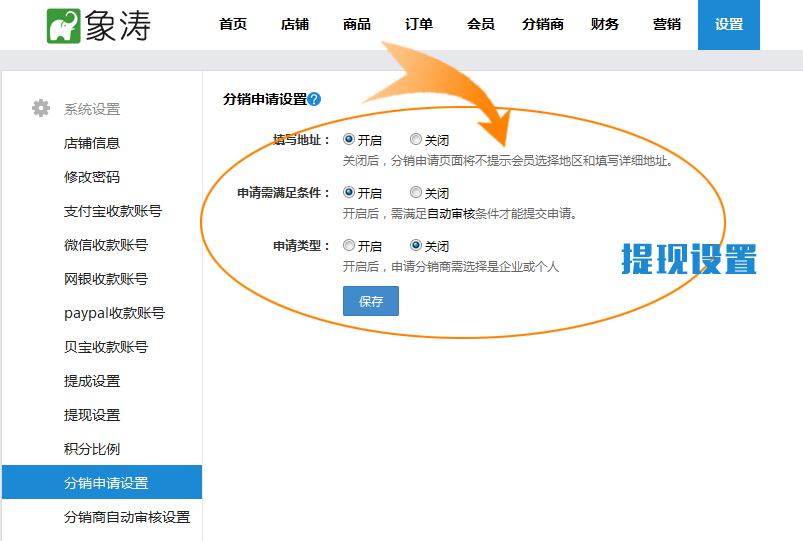 象涛
首页 店铺 商品 订单 会员 分销商 财务 营销 设置
系统设置
店铺信息
修改密码
支付宝收款账号
微信收款账号
网银收款账号
paypal收款账号
贝宝收款账号
提成设置
提现设置
积分比例
分销申请设置
分销商自动审核设置
分销申请设置?
填写地址： 开启 关闭
关闭后，分销申请页面将不提示会员选择地区和填写详细地址。
申请需满足条件： 开启 关闭
开启后，需满足自动审核条件才能提交申请。
申请类型： 开启 关闭
开启后，申请分销商需选择是企业或个人
保存
提现设置